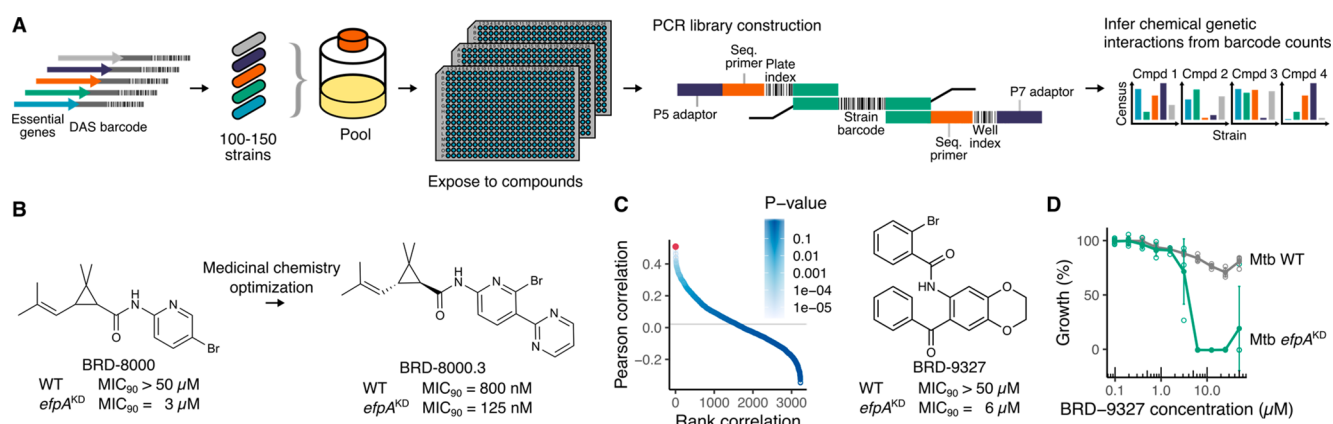 A
Essential
genes
DAS barcode
100-150
strains
Pool
Expose to compounds
PCR library construction
Seq.
primer
Plate
index
P5 adaptor
Strain
barcode
Seq.
primer
Well
index
P7 adaptor
Infer chemical genetic
interactions from barcode counts
Cmpd 1 Cmpd 2 Cmpd 3 Cmpd 4
Census
Strain
B
H
N
N
O
Br
BRD-8000
WT MIC90 > 50 µM
efpAKD MIC90 = 3 µM
Medicinal chemistry
optimization
H
N
N
Br
O
N
N
BRD-8000.3
WT MIC90 = 800 nM
efpAKD MIC90 = 125 nM
C
Pearson correlation
0.4
0.2
0.0
−0.2
0 1000 2000 3000
Rank correlation
P−value
0.1
0.01
0.001
1e−04
1e−05
Br
O
NH
O
O
O
BRD-9327
WT MIC90 > 50 µM
efpAKD MIC90 = 6 µM
D
Growth (%)
100
50
0
0.1 1.0 10.0
BRD−9327 concentration (µM)
Mtb WT
Mtb efpAKD